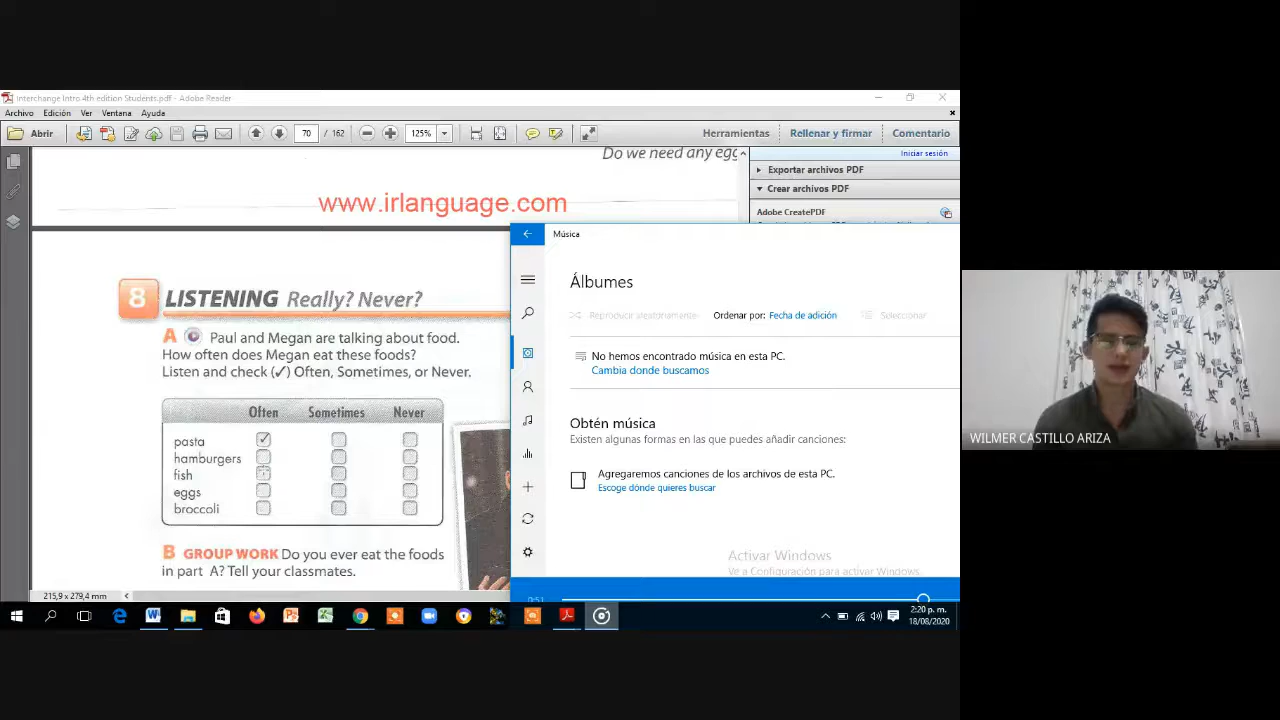 Interchange Intro 4th edition Students.pdf - Adobe Reader
Archivo Edición Ver Ventana Ayuda
Abrir 70 / 162 125% Herramientas Rellenar y firmar Comentario
Do we need any egg
Iniciar sesión
Exportar archivos PDF
Crear archivos PDF
Adobe CreatePDF
www.irlanguage.com
8 LISTENING Really? Never?
A Paul and Megan are talking about food.
How often does Megan eat these foods?
Listen and check (✓) Often, Sometimes, or Never.
Often Sometimes Never
pasta ✓
hamburgers
fish
eggs
broccoli
B GROUP WORK Do you ever eat the foods
in part A? Tell your classmates.
215,9 x 279,4 mm
Música
Álbumes
Reproducir aleatoriamente Ordenar por: Fecha de adición Seleccionar
No hemos encontrado música en esta PC.
Cambia donde buscamos
Obtén música
Existen algunas formas en las que puedes añadir canciones:
Agregaremos canciones de los archivos de esta PC.
Escoge dónde quieres buscar
Activar Windows
Ve a Configuración para activar Windows.
0:51
2:20 p. m.
18/08/2020
WILMER CASTILLO ARIZA